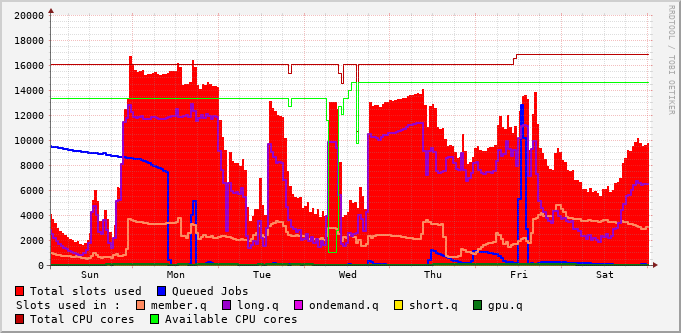 20000
18000
16000
14000
12000
10000
8000
6000
4000
2000
0
Sun Mon Tue Wed Thu Fri Sat
RRDTOOL / TOBI OETIKER
Total slots used Queued Jobs
Slots used in : member.q long.q ondemand.q short.q gpu.q
Total CPU cores Available CPU cores